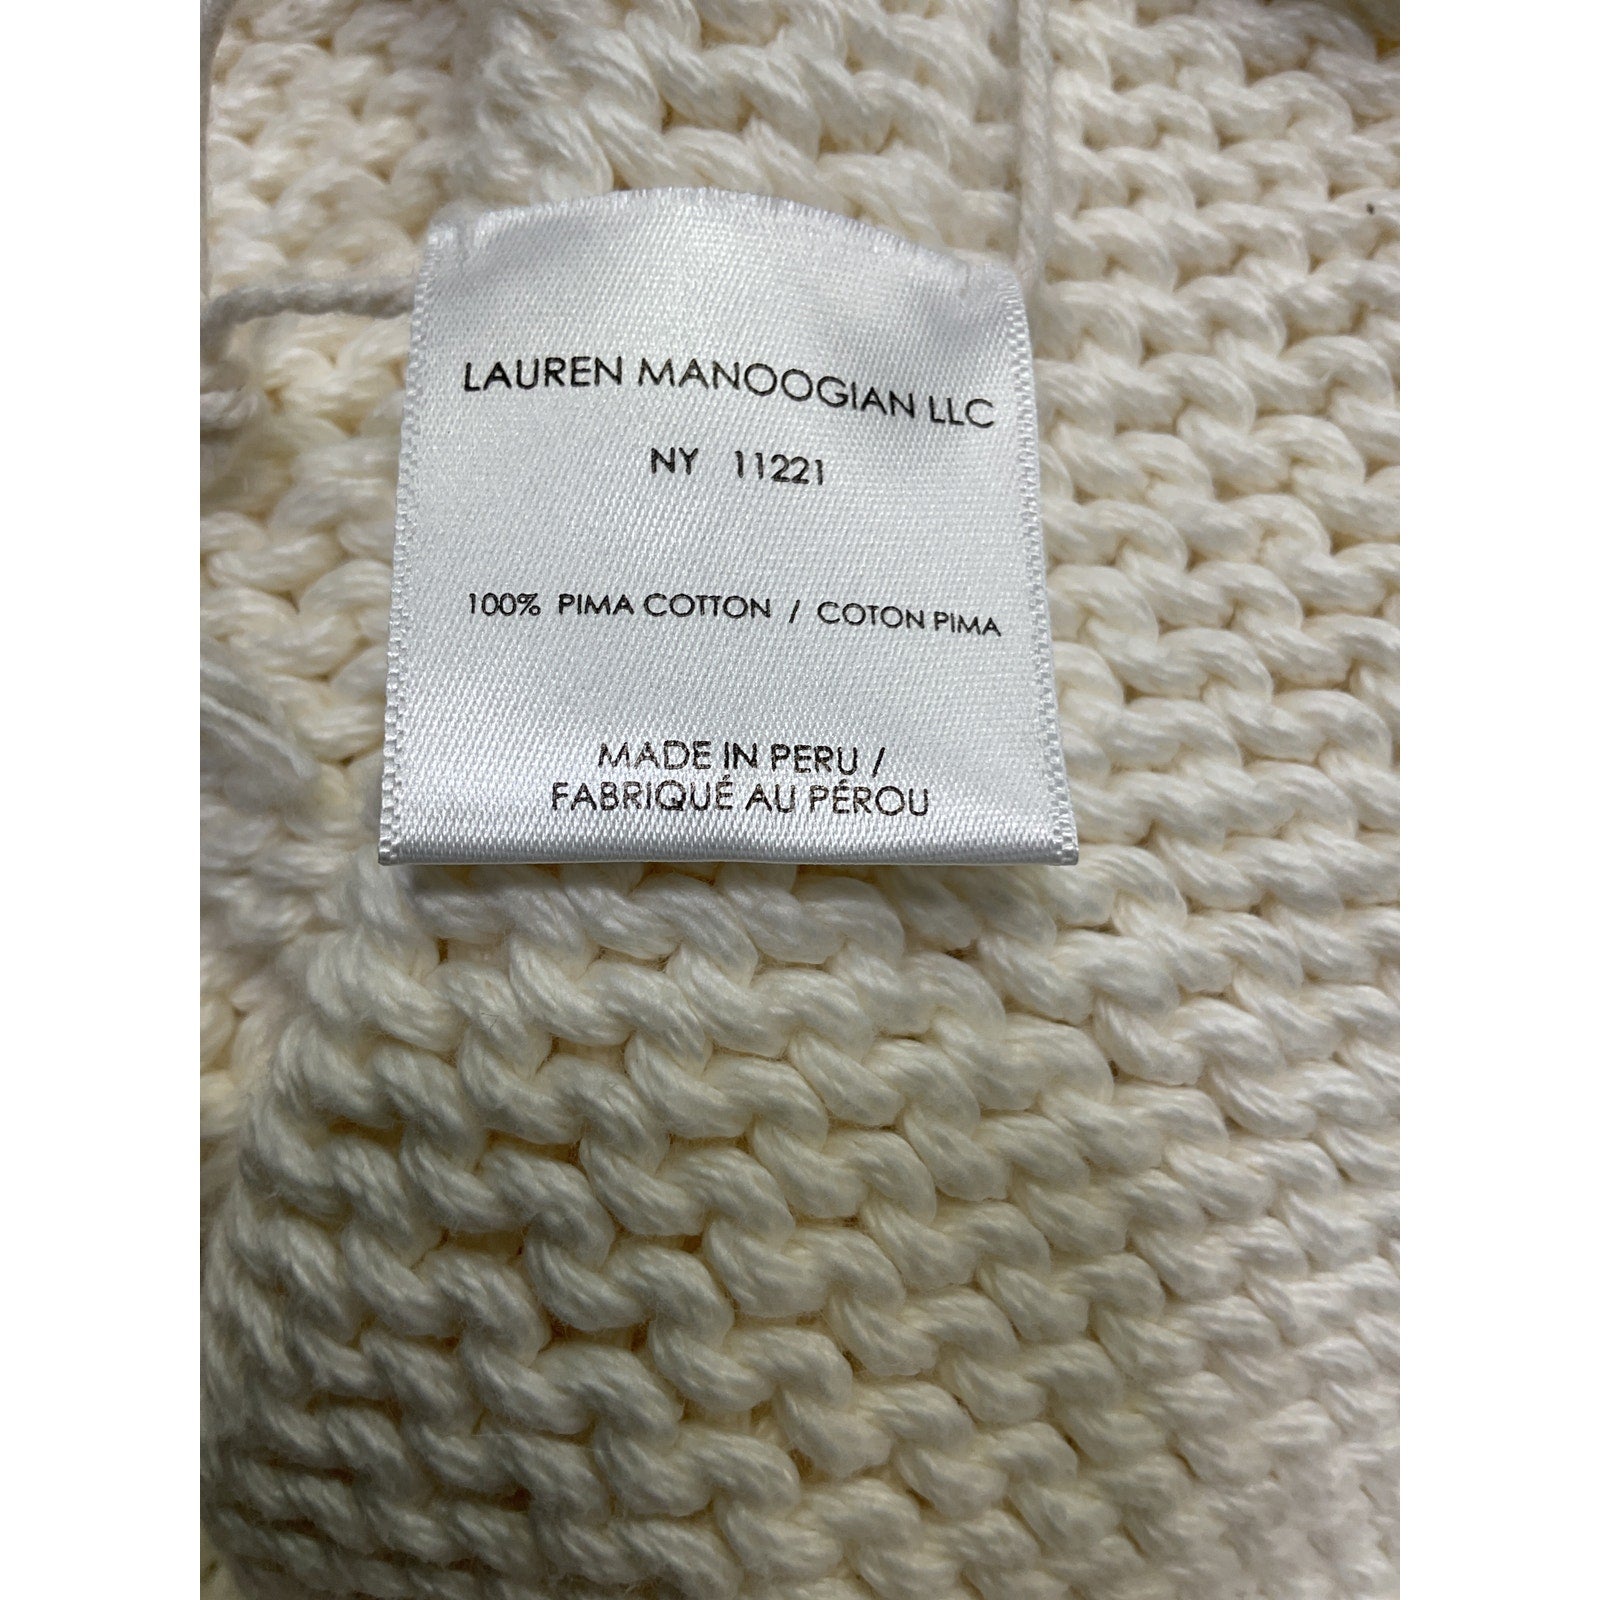 LAUREN MANOOGIAN LLC
NY 11221
100% PIMA COTTON / COTON PIMA
MADE IN PERU /
FABRIQUÉ AU PÉROU